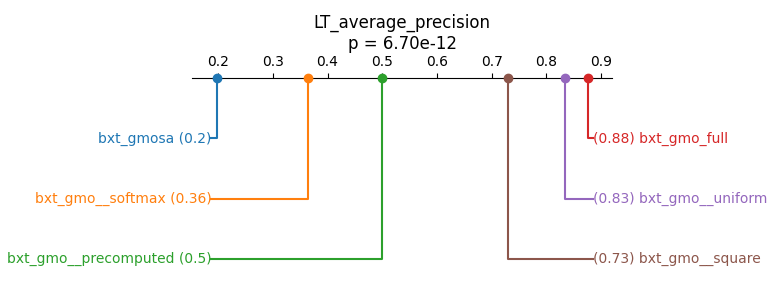 LT_average_precision
p = 6.70e-12
0.2 0.3 0.4 0.5 0.6 0.7 0.8 0.9
bxt_gmosa (0.2)
(0.88) bxt_gmo_full
bxt_gmo__softmax (0.36)
(0.83) bxt_gmo__uniform
bxt_gmo__precomputed (0.5)
(0.73) bxt_gmo__square